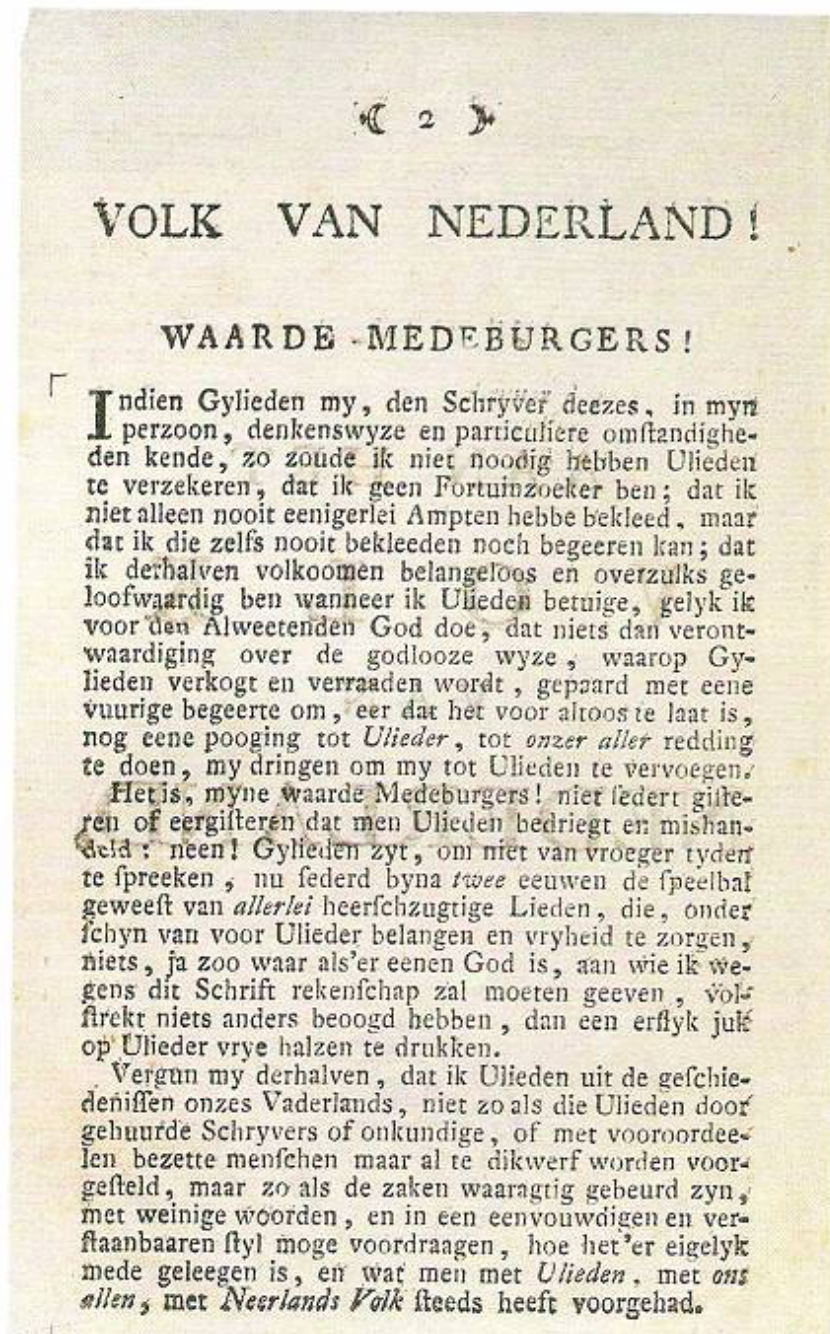 2
VOLK VAN NEDERLAND!
WAARDE MEDEBURGERS!
Indien Gylieden my, den Schryver deezes, in myn
perzoon, denkenswyze en particuliere omſtandighe-
den kende, zo zoude ik niet noodig hebben Ulieden
te verzekeren, dat ik geen Fortuinzoeker ben; dat ik
niet alleen nooit eenigerlei Ampten hebbe bekleed, maar
dat ik die zelfs nooit bekleeden noch begeeren kan; dat
ik derhalven volkoomen belangeloos en overzulks ge-
loofwaardig ben wanneer ik Ulieden betuige, gelyk ik
voor den Alweetenden God doe, dat niets dan veront-
waardiging over de godlooze wyze, waarop Gy-
lieden verkogt en verraaden wordt, gepaard met eene
vuurige begeerte om, eer dat het voor altoos te laat is,
nog eene pooging tot Ulieder, tot onzer aller redding
te doen, my dringen om my tot Ulieden te vervoegen.
Het is, myne waarde Medeburgers! niet ſedert giſte-
ren of eergiſteren dat men Ulieden bedriegt en mishan-
deld: neen! Gylieden zyt, om niet van vroeger tyden
te ſpreeken, nu ſederd byna twee eeuwen de ſpeelbal
geweeſt van allerlei heerſchzugtige Lieden, die, onder
ſchyn van voor Ulieder belangen en vryheid te zorgen,
niets, ja zoo waar als'er eenen God is, aan wie ik we-
gens dit Schrift rekenſchap zal moeten geeven, vol-
ſtrekt niets anders beoogd hebben, dan een erflyk juk
op Ulieder vrye halzen te drukken.
Vergun my derhalven, dat ik Ulieden uit de geſchie-
deniſſen onzes Vaderlands, niet zo als die Ulieden door
gehuurde Schryvers of onkundige, of met vooroordee-
len bezette menſchen maar al te dikwerf worden voor-
geſteld, maar zo als de zaken waaragtig gebeurd zyn,
met weinige woorden, en in een eenvouwdigen en ver-
ſtaanbaaren ſtyl moge voordraagen, hoe het'er eigelyk
mede geleegen is, en wat men met Ulieden, met ons
allen, met Neerlands Volk ſteeds heeft voorgehad.